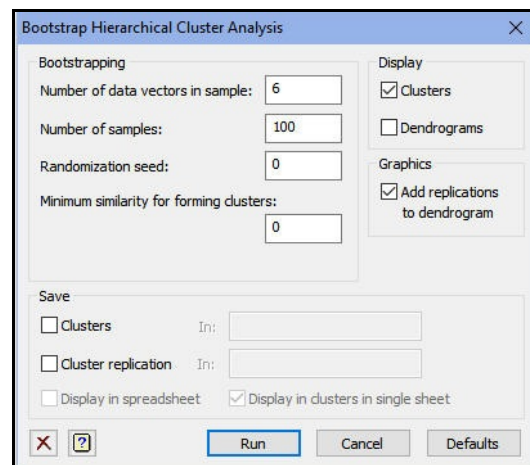 Bootstrap Hierarchical Cluster Analysis
Bootstrapping
Number of data vectors in sample: 6
Number of samples: 100
Randomization seed: 0
Minimum similarity for forming clusters:
0
Display
Clusters
Dendrograms
Graphics
Add replications
to dendrogram
Save
Clusters In:
Cluster replication In:
Display in spreadsheet Display in clusters in single sheet
Run Cancel Defaults